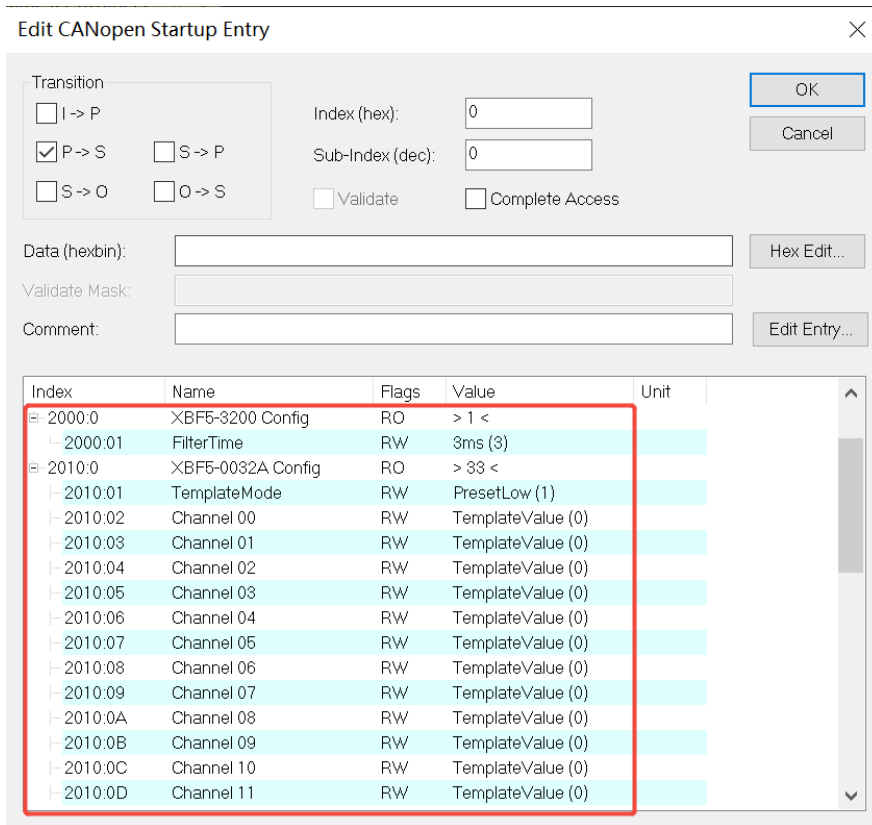 Edit CANopen Startup Entry
Transition
I -> P
P -> S
S -> P
S -> O
O -> S
Index (hex): 0
Sub-Index (dec): 0
Validate
Complete Access
OK
Cancel
Data (hexbin):
Hex Edit...
Validate Mask:
Comment:
Edit Entry...
Index Name Flags Value Unit
2000:0 XBF5-3200 Config RO > 1 <
2000:01 FilterTime RW 3ms (3)
2010:0 XBF5-0032A Config RO > 33 <
2010:01 TemplateMode RW PresetLow (1)
2010:02 Channel 00 RW TemplateValue (0)
2010:03 Channel 01 RW TemplateValue (0)
2010:04 Channel 02 RW TemplateValue (0)
2010:05 Channel 03 RW TemplateValue (0)
2010:06 Channel 04 RW TemplateValue (0)
2010:07 Channel 05 RW TemplateValue (0)
2010:08 Channel 06 RW TemplateValue (0)
2010:09 Channel 07 RW TemplateValue (0)
2010:0A Channel 08 RW TemplateValue (0)
2010:0B Channel 09 RW TemplateValue (0)
2010:0C Channel 10 RW TemplateValue (0)
2010:0D Channel 11 RW TemplateValue (0)